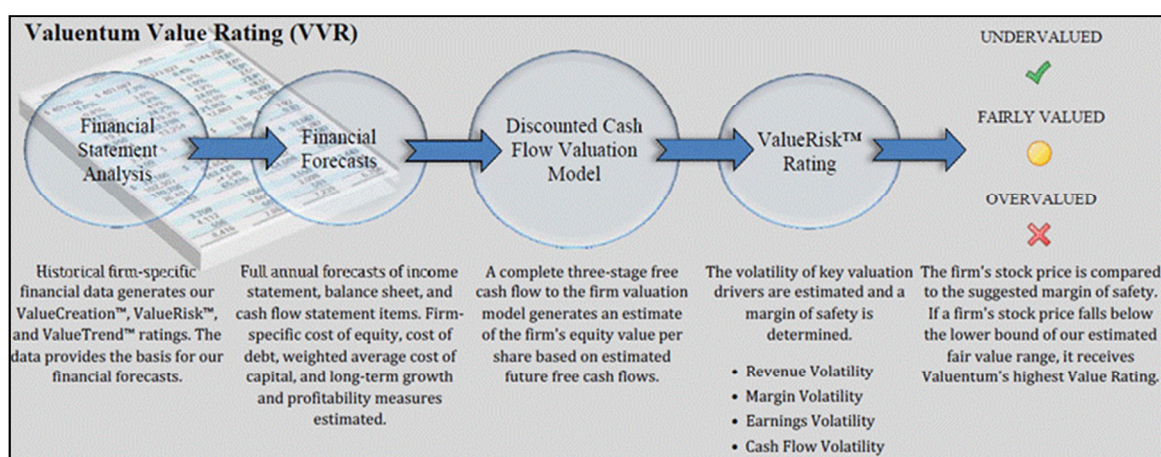 Valuentum Value Rating (VVR)
Financial
Statement
Analysis
Financial
Forecasts
Discounted Cash
Flow Valuation
Model
ValueRisk™
Rating
UNDERVALUED
FAIRLY VALUED
OVERVALUED
Historical firm-specific
financial data generates our
ValueCreation™, ValueRisk™,
and ValueTrend™ ratings. The
data provides the basis for our
financial forecasts.
Full annual forecasts of income
statement, balance sheet, and
cash flow statement items. Firm-
specific cost of equity, cost of
debt, weighted average cost of
capital, and long-term growth
and profitability measures
estimated.
A complete three-stage free
cash flow to the firm valuation
model generates an estimate
of the firm's equity value per
share based on estimated
future free cash flows.
The volatility of key valuation
drivers are estimated and a
margin of safety is
determined.
• Revenue Volatility
• Margin Volatility
• Earnings Volatility
• Cash Flow Volatility
The firm's stock price is compared
to the suggested margin of safety.
If a firm's stock price falls below
the lower bound of our estimated
fair value range, it receives
Valuentum's highest Value Rating.